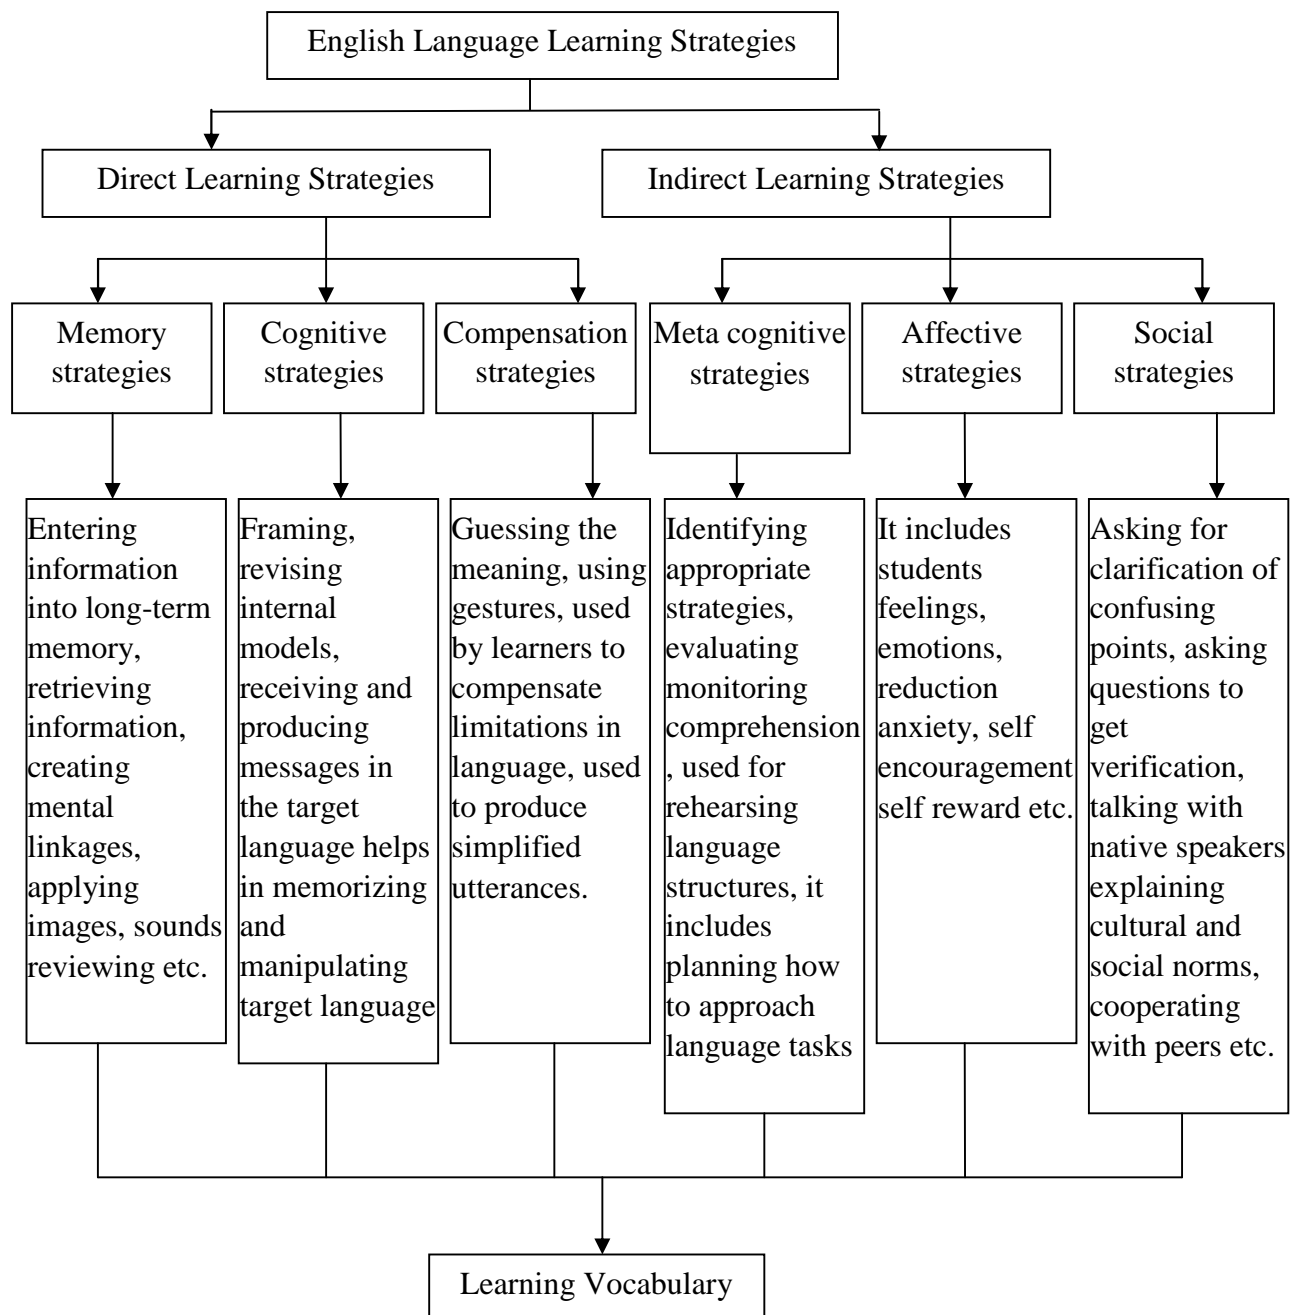 English Language Learning Strategies
Direct Learning Strategies
Indirect Learning Strategies
Memory
strategies
Cognitive
strategies
Compensation
strategies
Meta cognitive
strategies
Affective
strategies
Social
strategies
Entering
information
into long-term
memory,
retrieving
information,
creating
mental
linkages,
applying
images, sounds
reviewing etc.
Framing,
revising
internal
models,
receiving and
producing
messages in
the target
language helps
in memorizing
and
manipulating
target language
Guessing the
meaning, using
gestures, used
by learners to
compensate
limitations in
language, used
to produce
simplified
utterances.
Identifying
appropriate
strategies,
evaluating
monitoring
comprehension
, used for
rehearsing
language
structures, it
includes
planning how
to approach
language tasks
It includes
students
feelings,
emotions,
reduction
anxiety, self
encouragement
self reward etc.
Asking for
clarification of
confusing
points, asking
questions to
get
verification,
talking with
native speakers
explaining
cultural and
social norms,
cooperating
with peers etc.
Learning Vocabulary